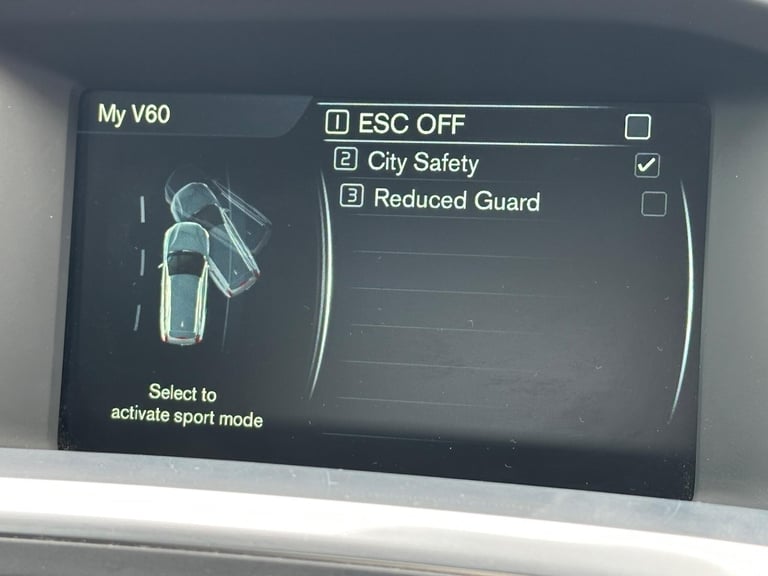 My V60
1 ESC OFF
2 City Safety
3 Reduced Guard
Select to
activate sport mode